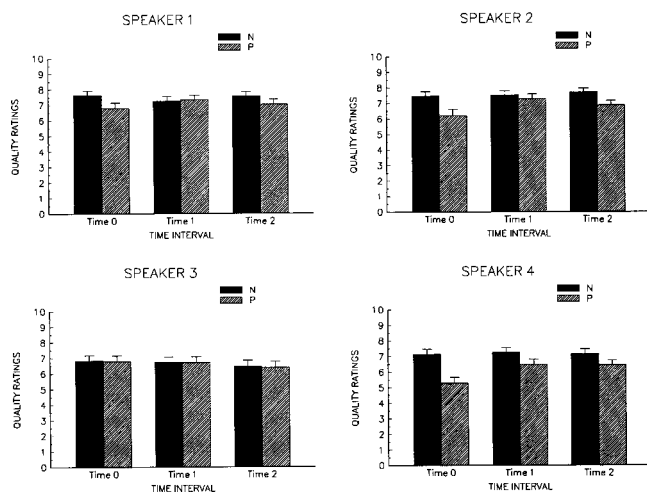 SPEAKER 1
N
P
QUALITY RATINGS
10
9
8
7
6
5
4
3
2
1
0
Time 0 Time 1 Time 2
TIME INTERVAL
SPEAKER 2
N
P
QUALITY RATINGS
10
9
8
7
6
5
4
3
2
1
0
Time 0 Time 1 Time 2
TIME INTERVAL
SPEAKER 3
N
P
QUALITY RATINGS
10
9
8
7
6
5
4
3
2
1
0
Time 0 Time 1 Time 2
TIME INTERVAL
SPEAKER 4
N
P
QUALITY RATINGS
10
9
8
7
6
5
4
3
2
1
0
Time 0 Time 1 Time 2
TIME INTERVAL